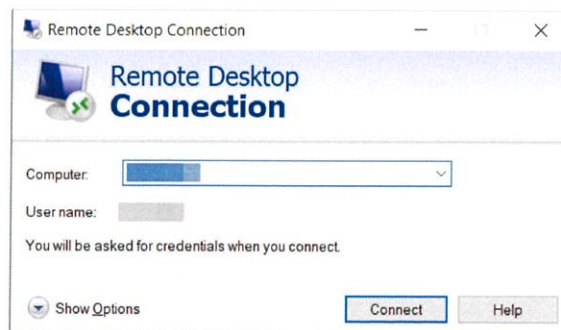 Remote Desktop Connection
Remote Desktop
Connection
Computer:
User name:
You will be asked for credentials when you connect.
Show Options
Connect Help